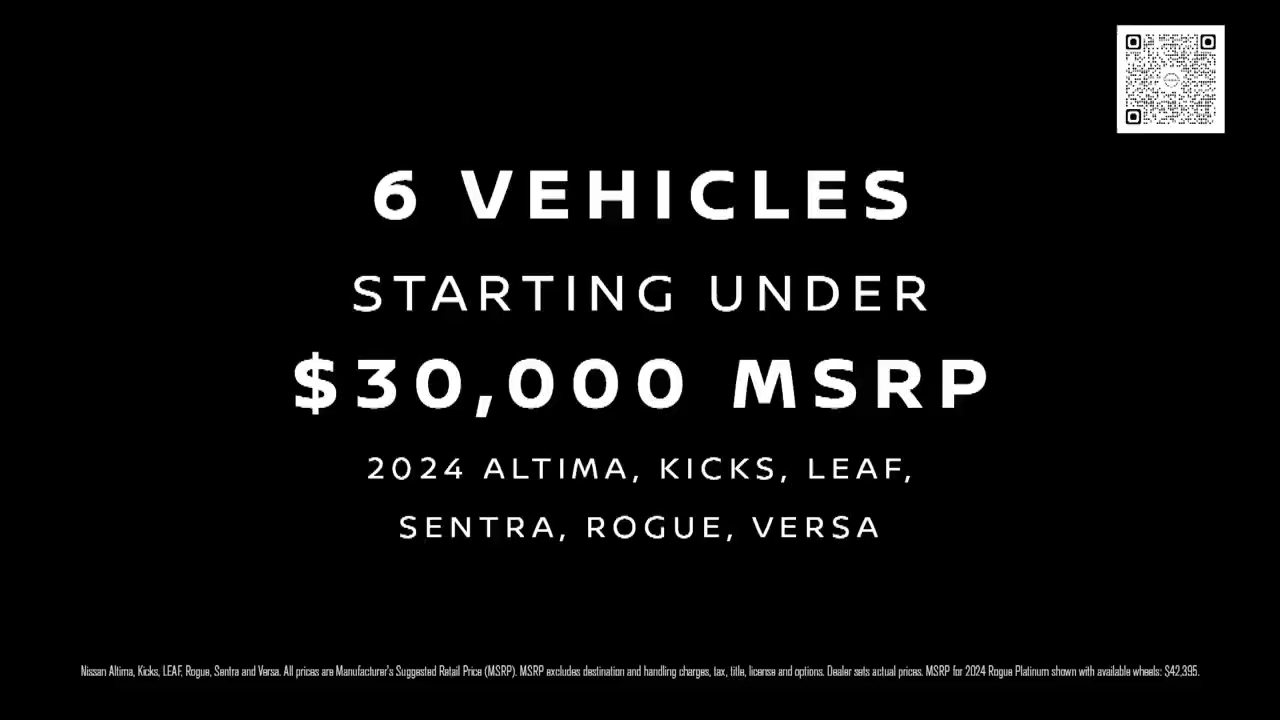 6 VEHICLES
STARTING UNDER
$30,000 MSRP
2024 ALTIMA, KICKS, LEAF,
SENTRA, ROGUE, VERSA
Nissan Altima, Kicks, LEAF, Rogue, Sentra and Versa. All prices are Manufacturer's Suggested Retail Price (MSRP). MSRP excludes destination and handling charges, tax, title, license and options. Dealer sets actual prices. MSRP for 2024 Rogue Platinum shown with available wheels: $42,395.